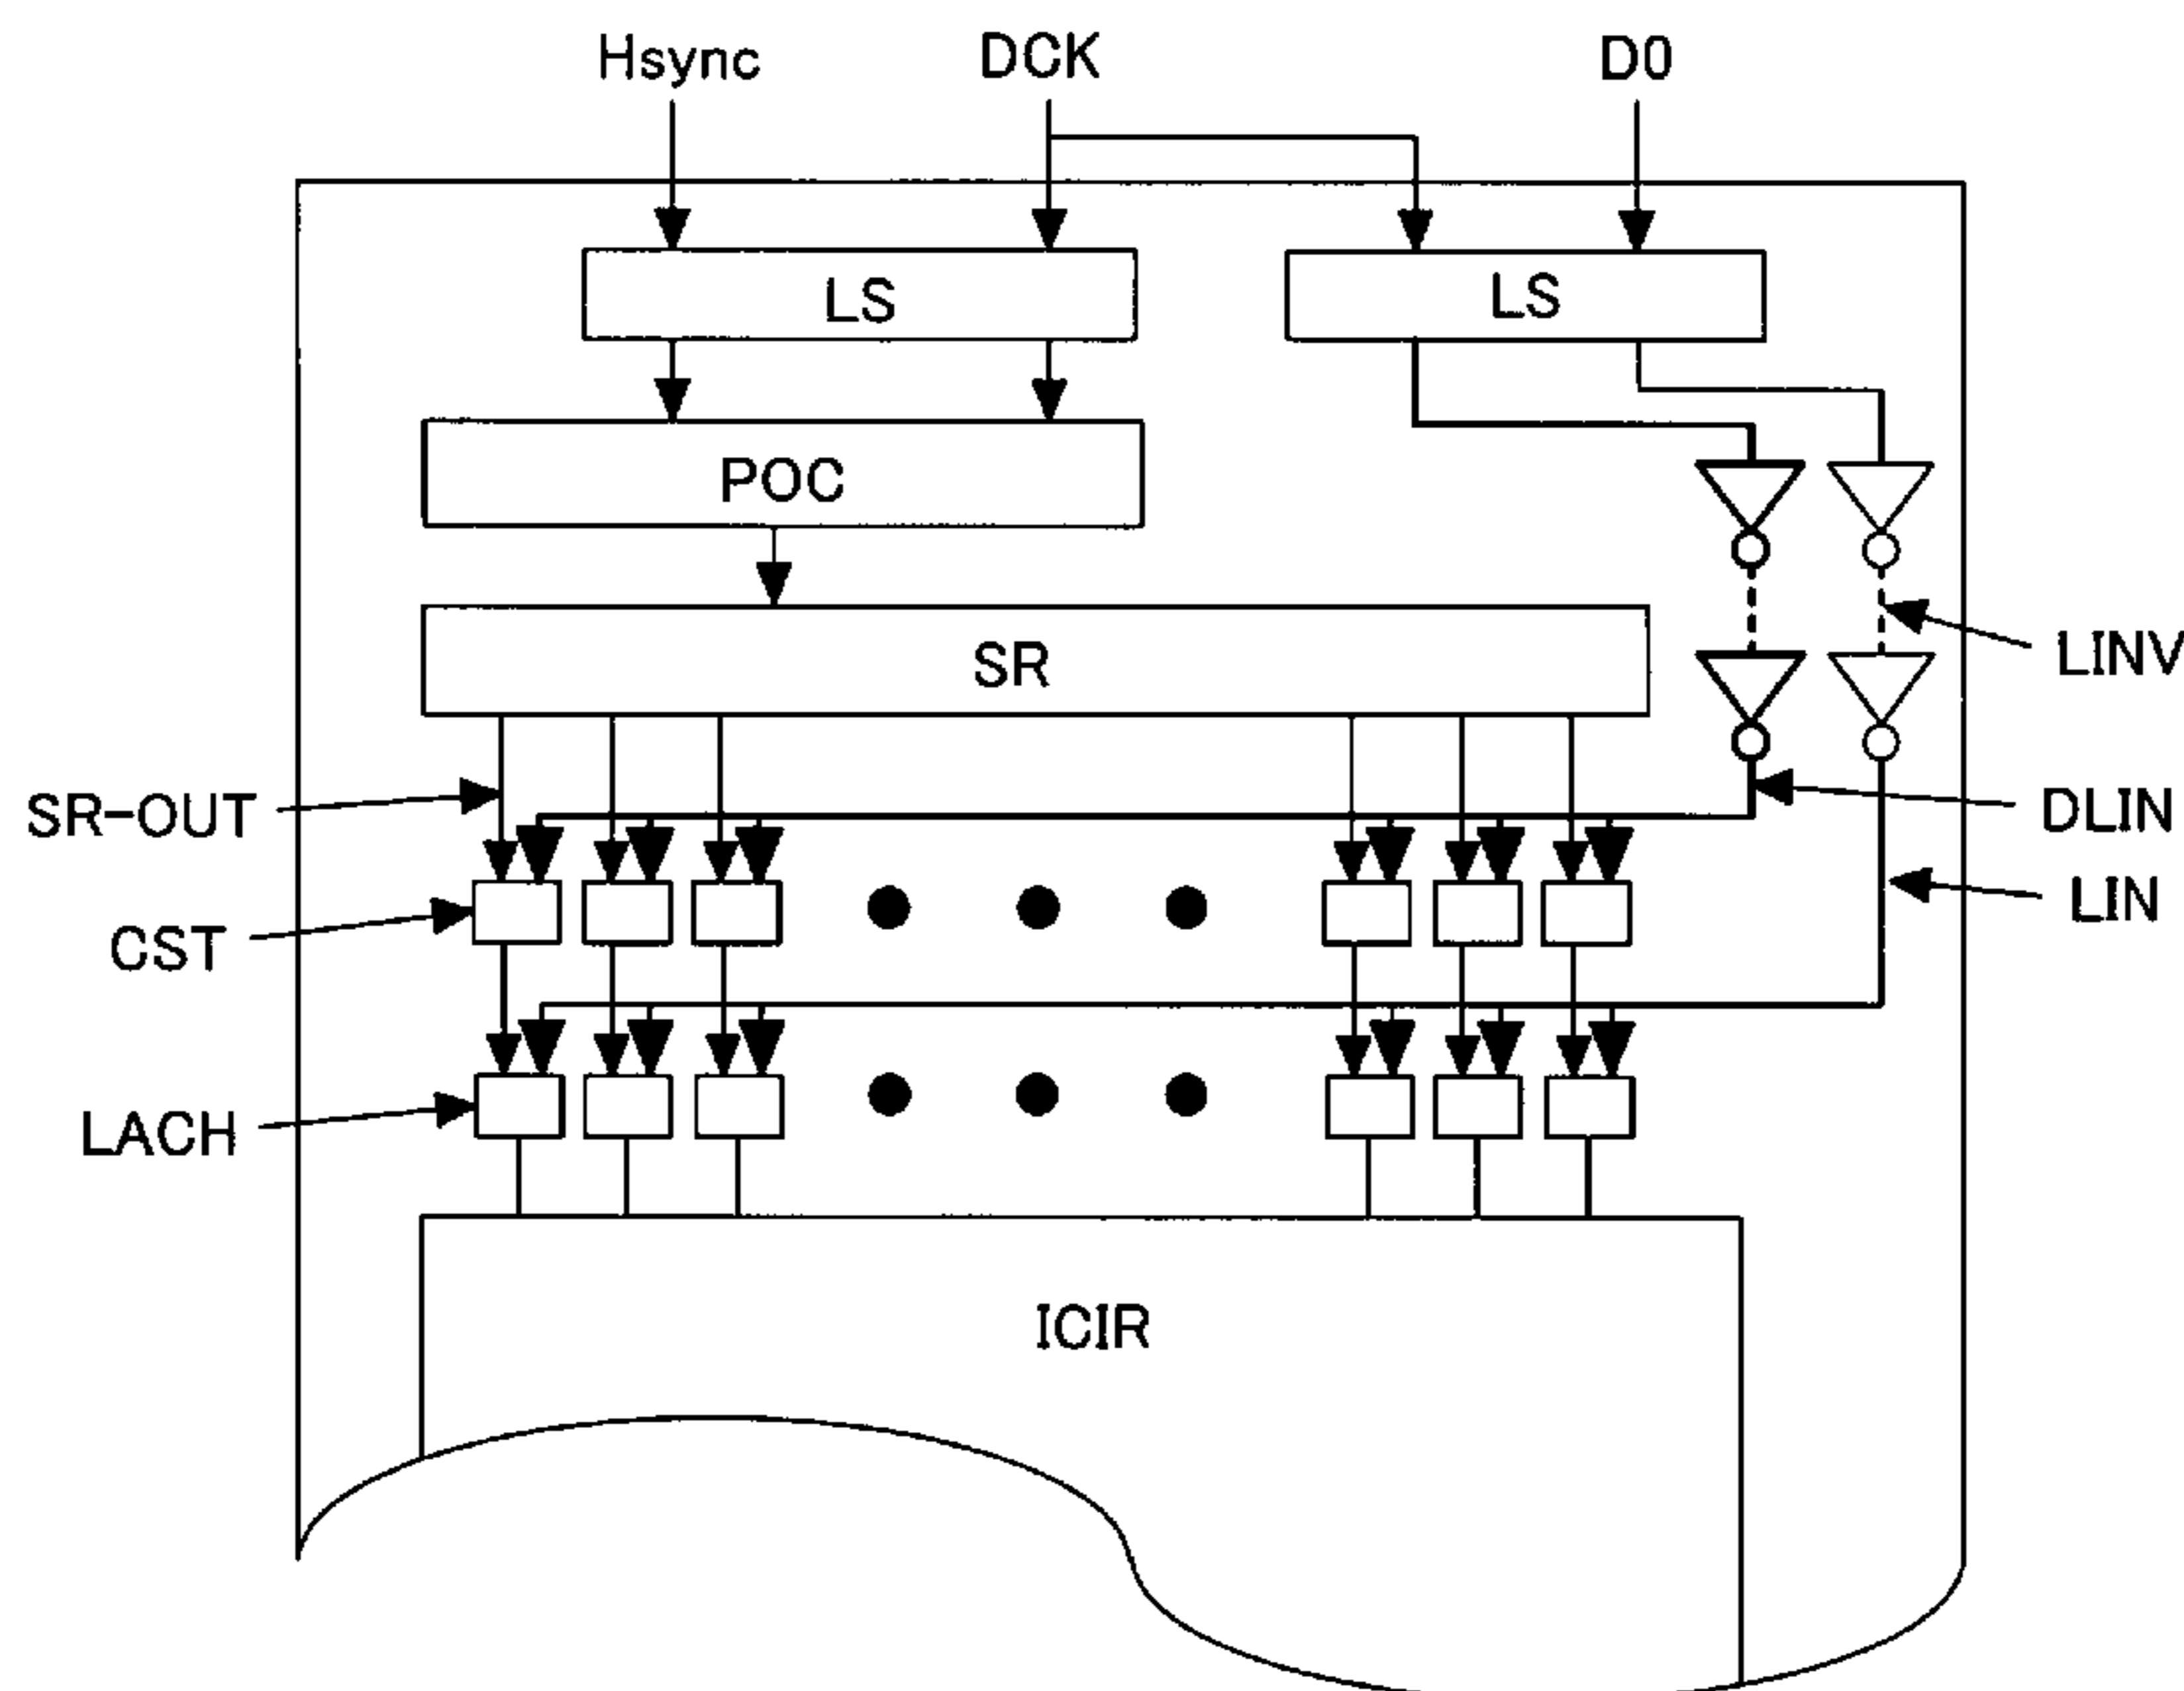 Hsync
DCK
D0
LS
LS
POC
SR
LINV
SR-OUT
DLIN
CST
LIN
LACH
ICIR